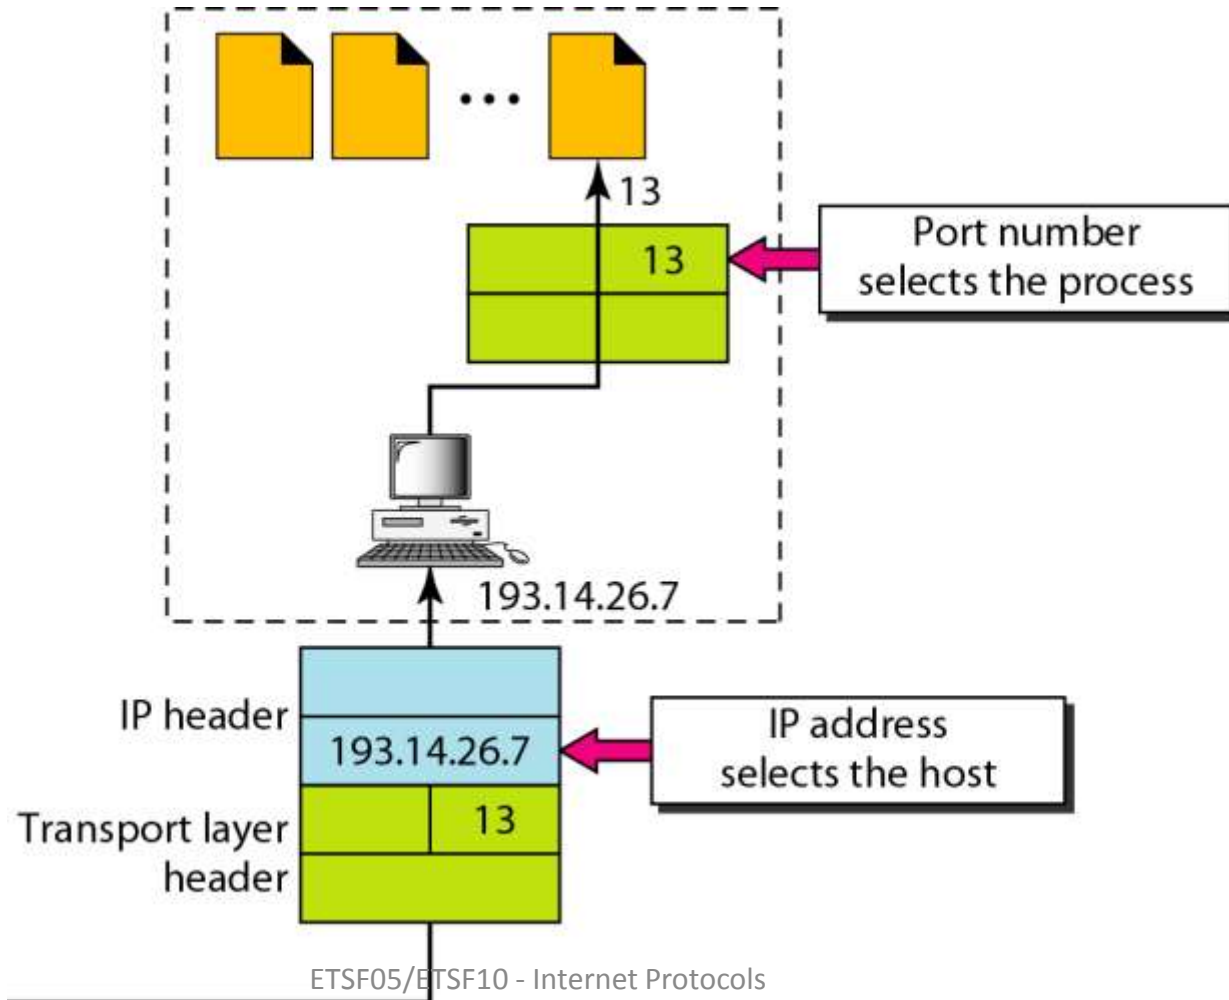 13
13
Port number
selects the process
193.14.26.7
IP header
193.14.26.7
IP address
selects the host
Transport layer
header
13
ETSF05/ETSF10 - Internet Protocols